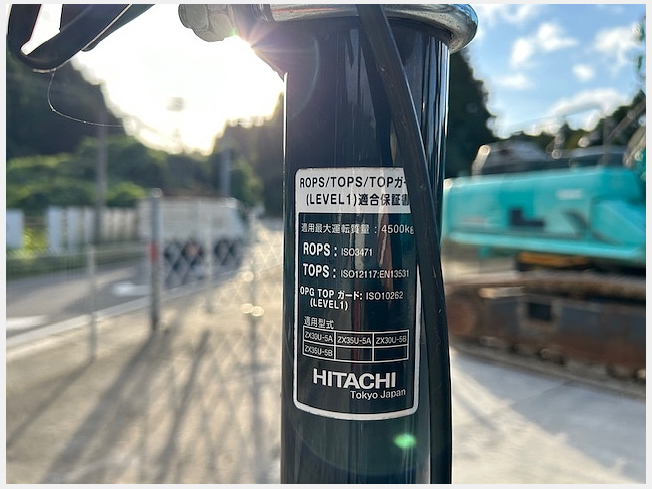 ROPS/TOPS/TOPガー
(LEVEL1)適合保証
適用最大運転質量 : 4500kg
ROPS : ISO3471
TOPS : ISO12117:EN13531
OPG TOP ガード: ISO10262
(LEVEL1)
適用型式
ZX30U-5A ZX35U-5A ZX30U-5B
ZX35U-5B
HITACHI
Tokyo Japan